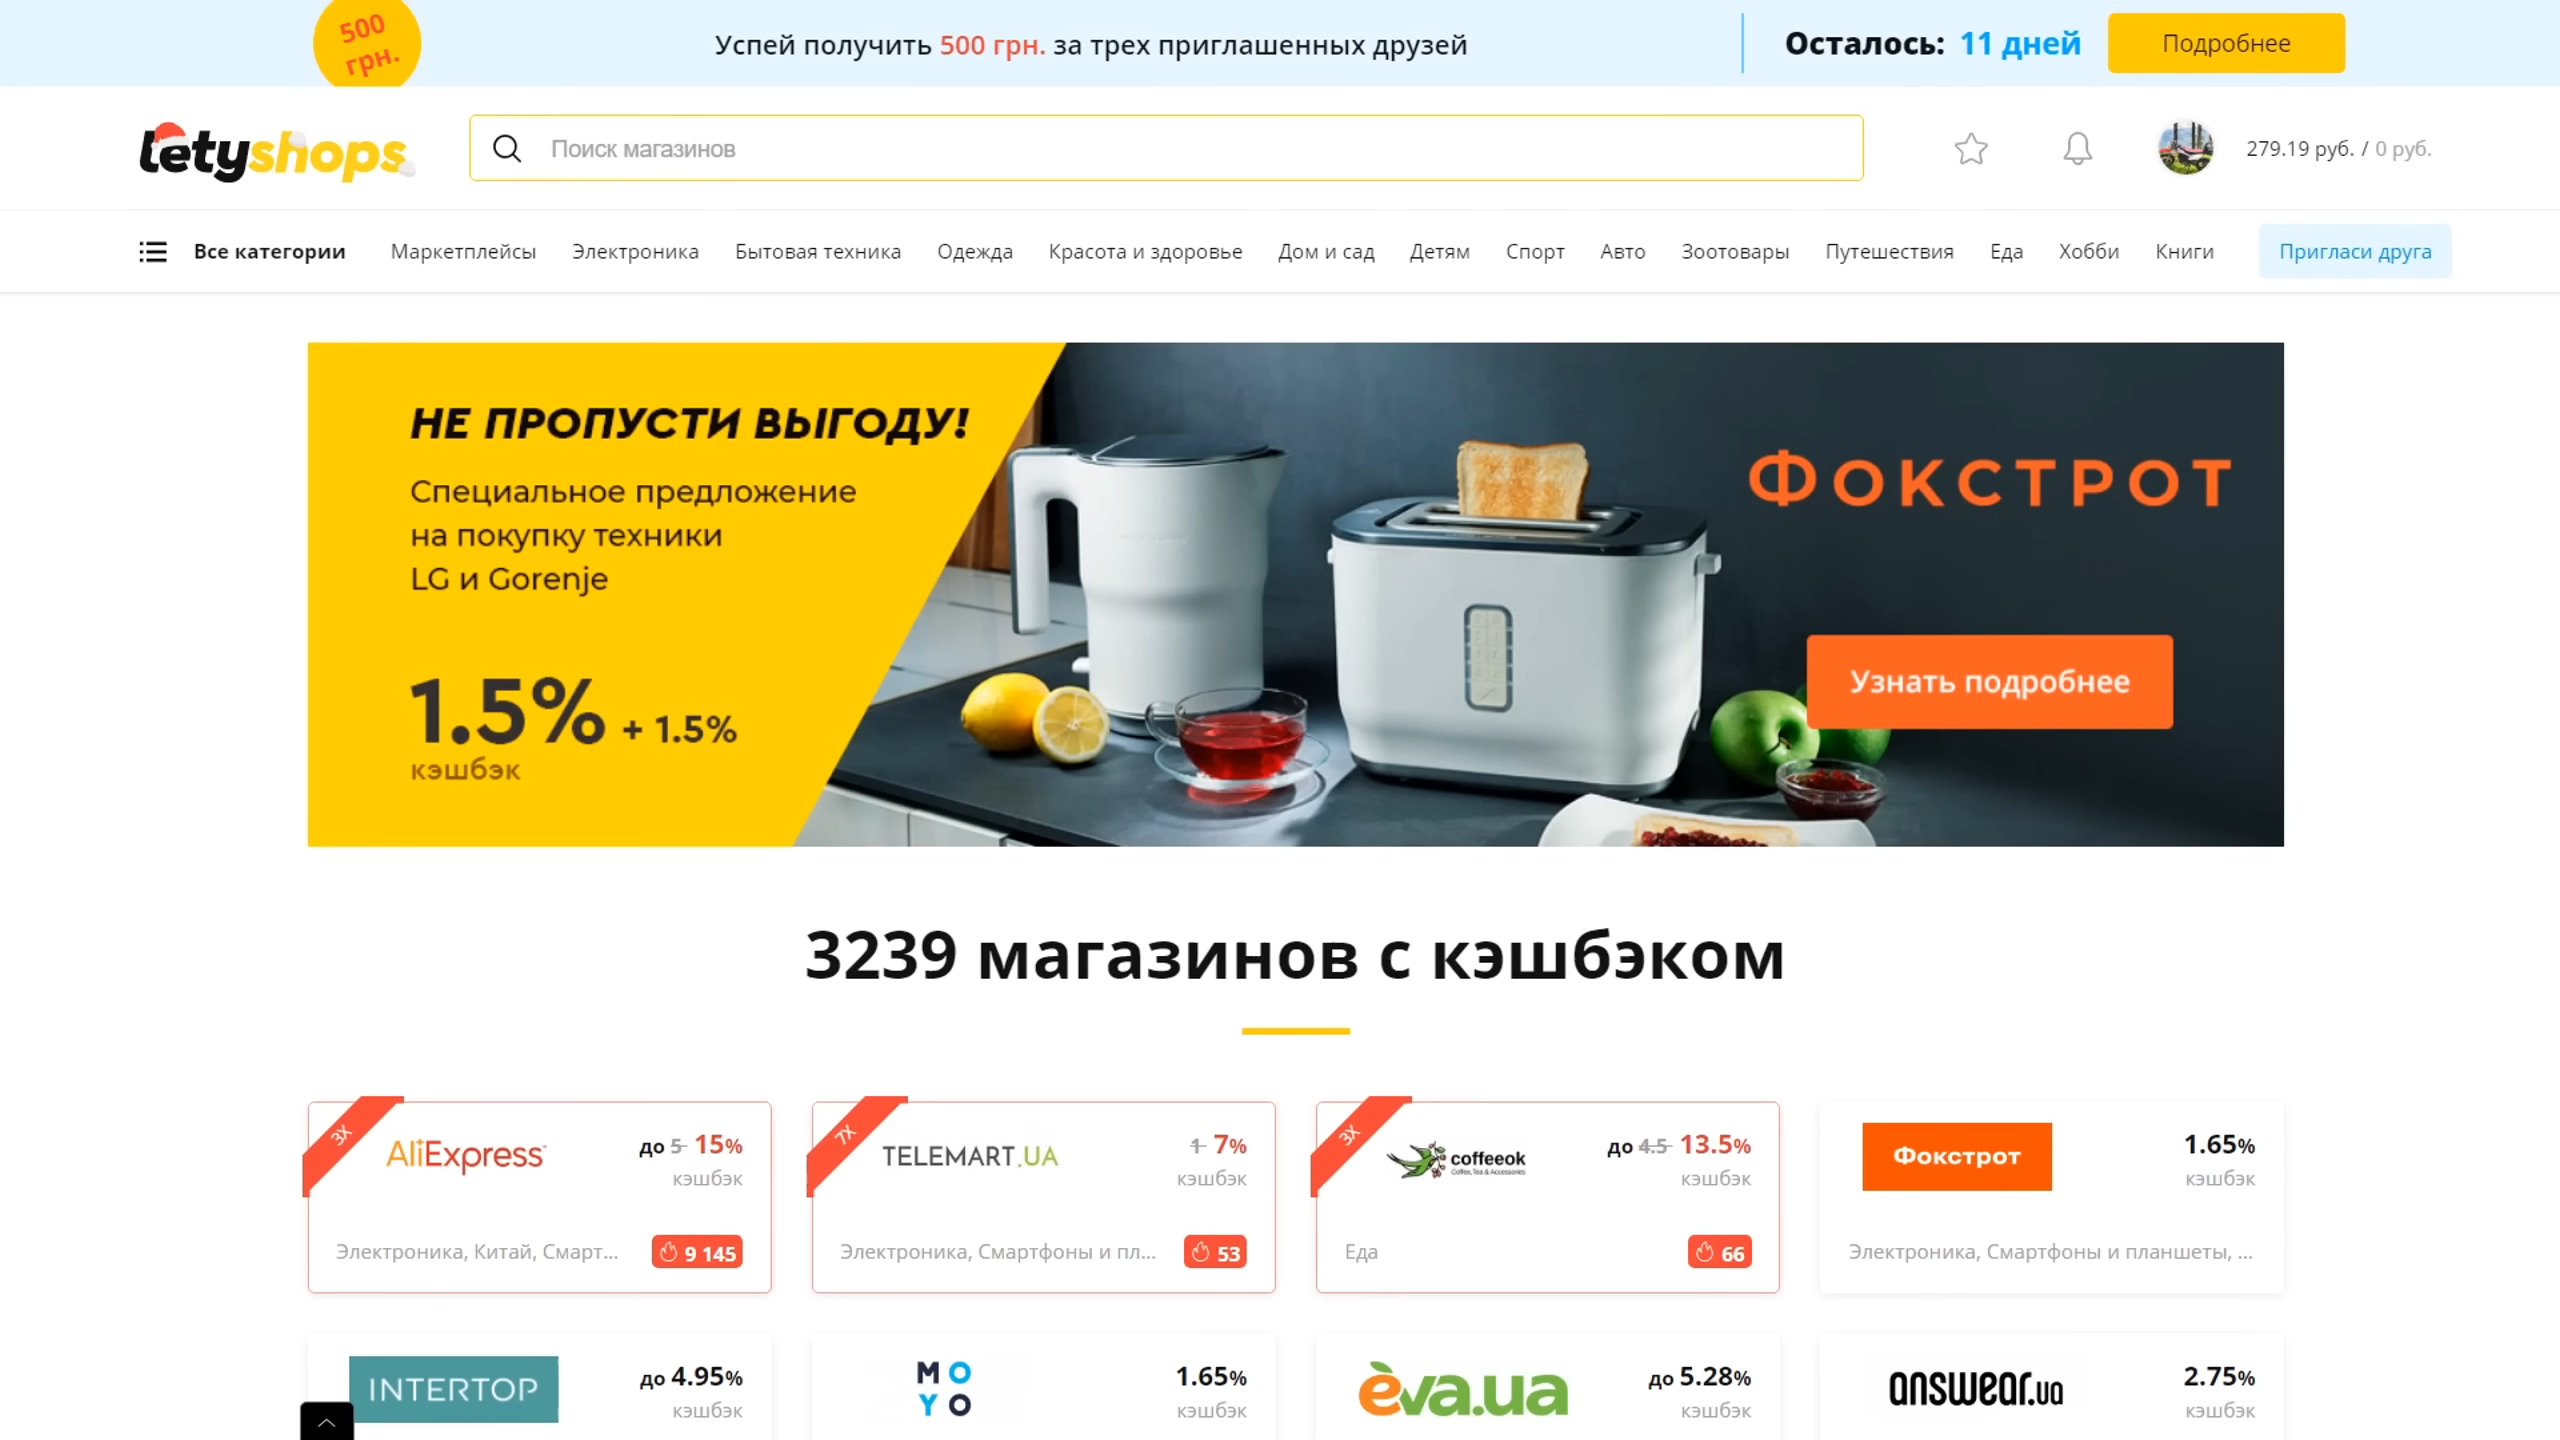 500
грн.
Успей получить 500 грн. за трех приглашенных друзей
Осталось: 11 дней
Подробнее
letyshops
Поиск магазинов
279.19 руб. / 0 руб.
Все категории
Маркетплейсы
Электроника
Бытовая техника
Одежда
Красота и здоровье
Дом и сад
Детям
Спорт
Авто
Зоотовары
Путешествия
Еда
Хобби
Книги
Пригласи друга
НЕ ПРОПУСТИ ВЫГОДУ!
Специальное предложение
на покупку техники
LG и Gorenje
1.5% + 1.5%
кэшбэк
ФОКСТРОТ
Узнать подробнее
3239 магазинов с кэшбэком
3X
AliExpress
до 5 15%
кэшбэк
Электроника, Китай, Смарт...
9 145
7X
TELEMART.UA
1 7%
кэшбэк
Электроника, Смартфоны и пл...
53
3X
coffeeok
Coffee, Tea & Accessories
до 4.5 13.5%
кэшбэк
Еда
66
Фокстрот
1.65%
кэшбэк
Электроника, Смартфоны и планшеты, ...
INTERTOP
до 4.95%
кэшбэк
MO
YO
1.65%
кэшбэк
eva.ua
до 5.28%
кэшбэк
answear.ua
2.75%
кэшбэк